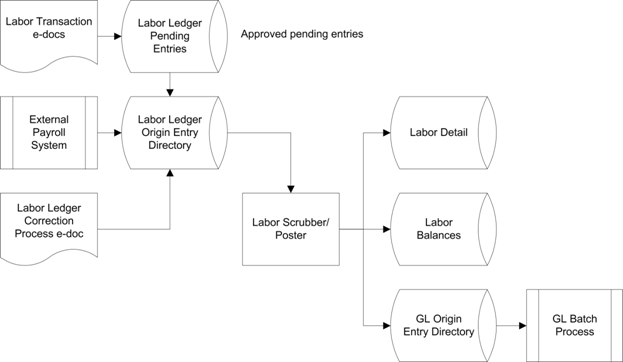 Labor Transaction
e-docs
Labor Ledger
Pending
Entries
Approved pending entries
External
Payroll
System
Labor Ledger
Origin Entry
Directory
Labor Detail
Labor Ledger
Correction
Process e-doc
Labor Scrubber/
Poster
Labor
Balances
GL Origin
Entry Directory
GL Batch
Process